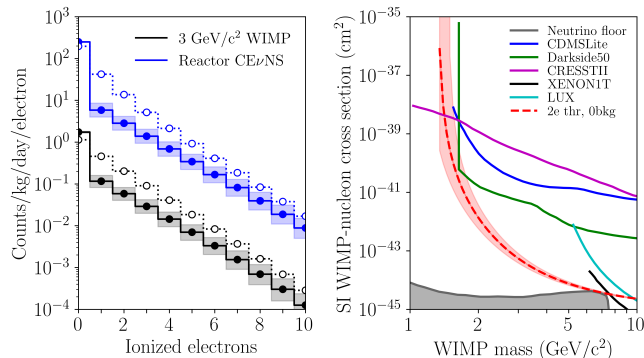 10³
10²
10¹
10⁰
10⁻¹
10⁻²
10⁻³
10⁻⁴
Counts/kg/day/electron
3 GeV/c2 WIMP
Reactor CEνNS
0 2 4 6 8 10
Ionized electrons
10⁻³⁵
10⁻³⁷
10⁻³⁹
10⁻⁴¹
10⁻⁴³
10⁻⁴⁵
SI WIMP-nucleon cross section (cm²)
Neutrino floor
CDMSLite
Darkside50
CRESSTII
XENON1T
LUX
2e thr, 0bkg
1 2 5 10
WIMP mass (GeV/c²)